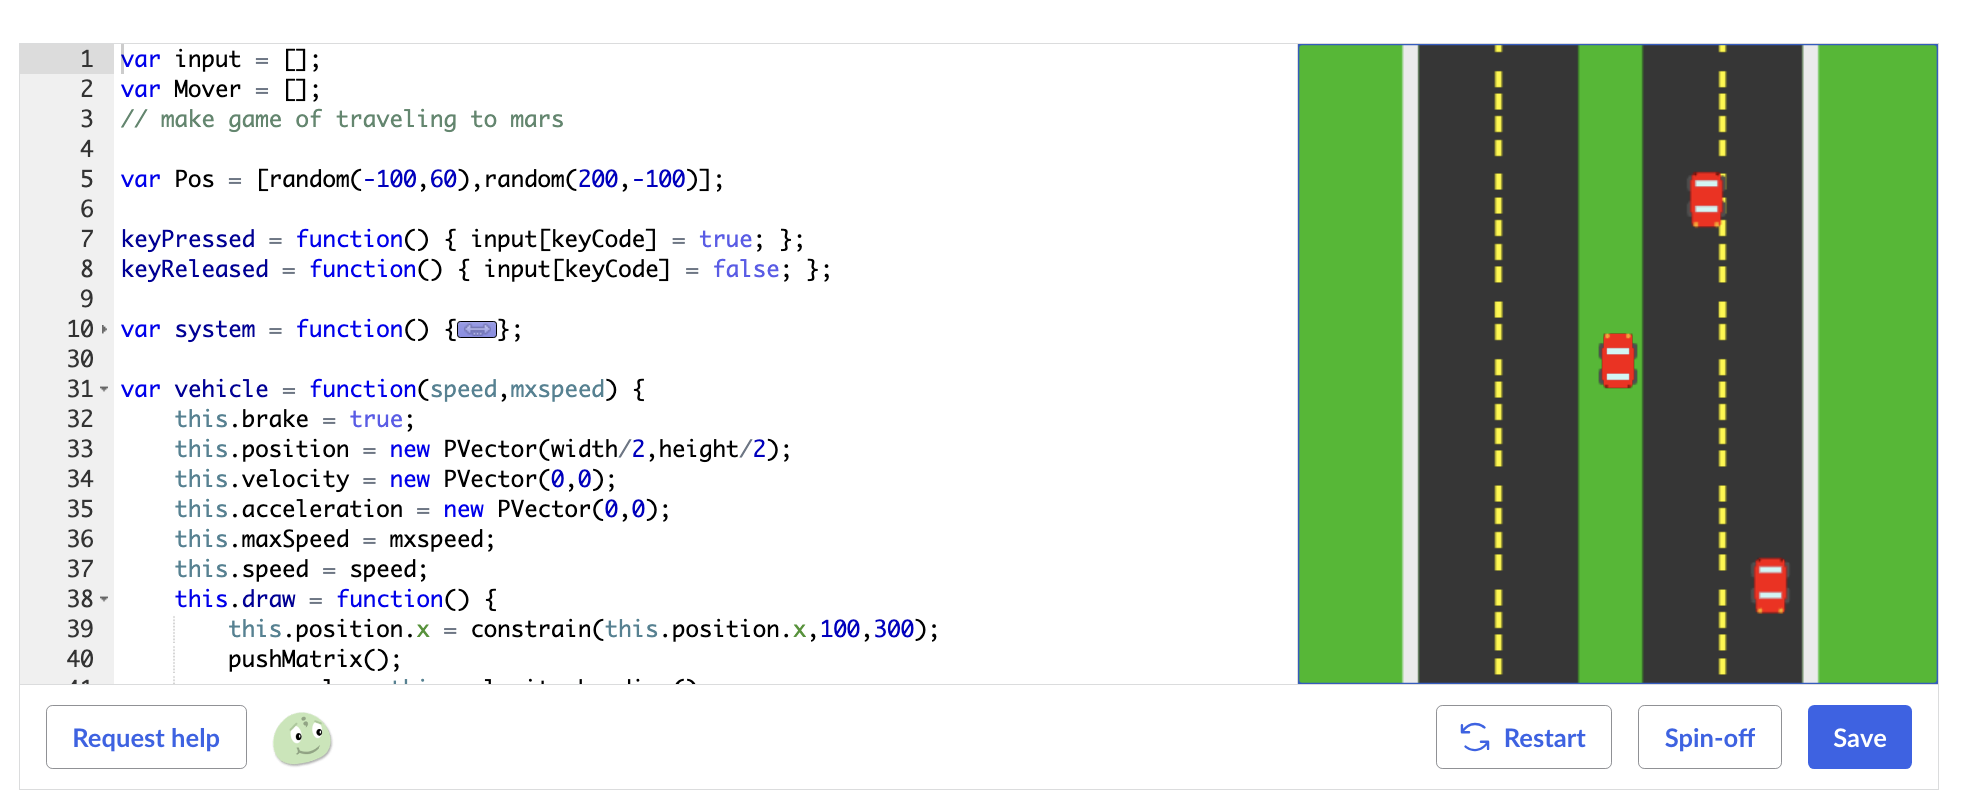 1 var input = [];
2 var Mover = [];
3 // make game of traveling to mars
4
5 var Pos = [random(-100,60),random(200,-100)];
6
7 keyPressed = function() { input[keyCode] = true; };
8 keyReleased = function() { input[keyCode] = false; };
9
10 var system = function() {};
30
31 var vehicle = function(speed,mxspeed) {
32 this.brake = true;
33 this.position = new PVector(width/2,height/2);
34 this.velocity = new PVector(0,0);
35 this.acceleration = new PVector(0,0);
36 this.maxSpeed = mxspeed;
37 this.speed = speed;
38 this.draw = function() {
39 this.position.x = constrain(this.position.x,100,300);
40 pushMatrix();
Request help
Restart
Spin-off
Save